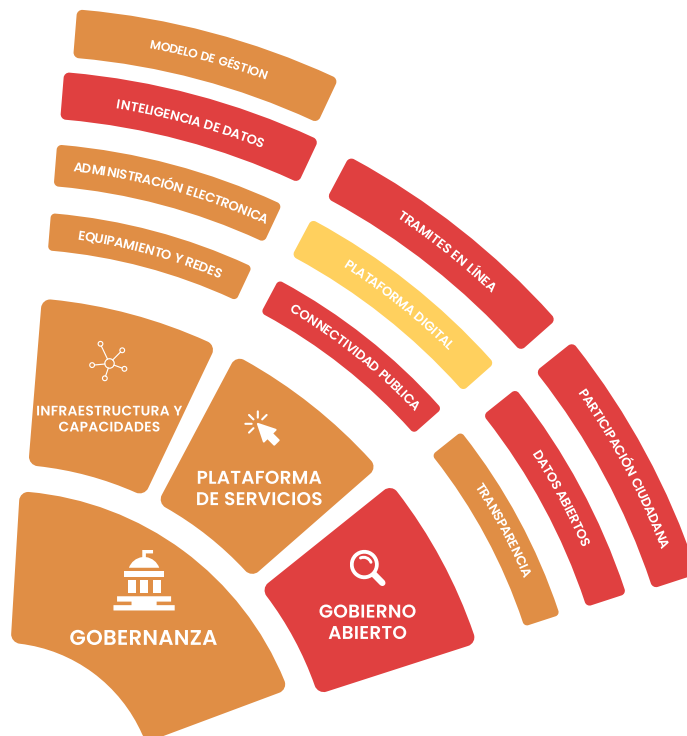 MODELO DE GÉSTION
INTELIGENCIA DE DATOS
ADMINISTRACIÓN ELECTRONICA
EQUIPAMIENTO Y REDES
INFRAESTRUCTURA Y
CAPACIDADES
TRAMITES EN LÍNEA
PLATAFORMA DIGITAL
CONNECTIVIDAD PUBLICA
PLATAFORMA
DE SERVICIOS
PARTICIPACIÓN CIUDADANA
DATOS ABIERTOS
TRANSPARENCIA
GOBIERNO
ABIERTO
GOBERNANZA